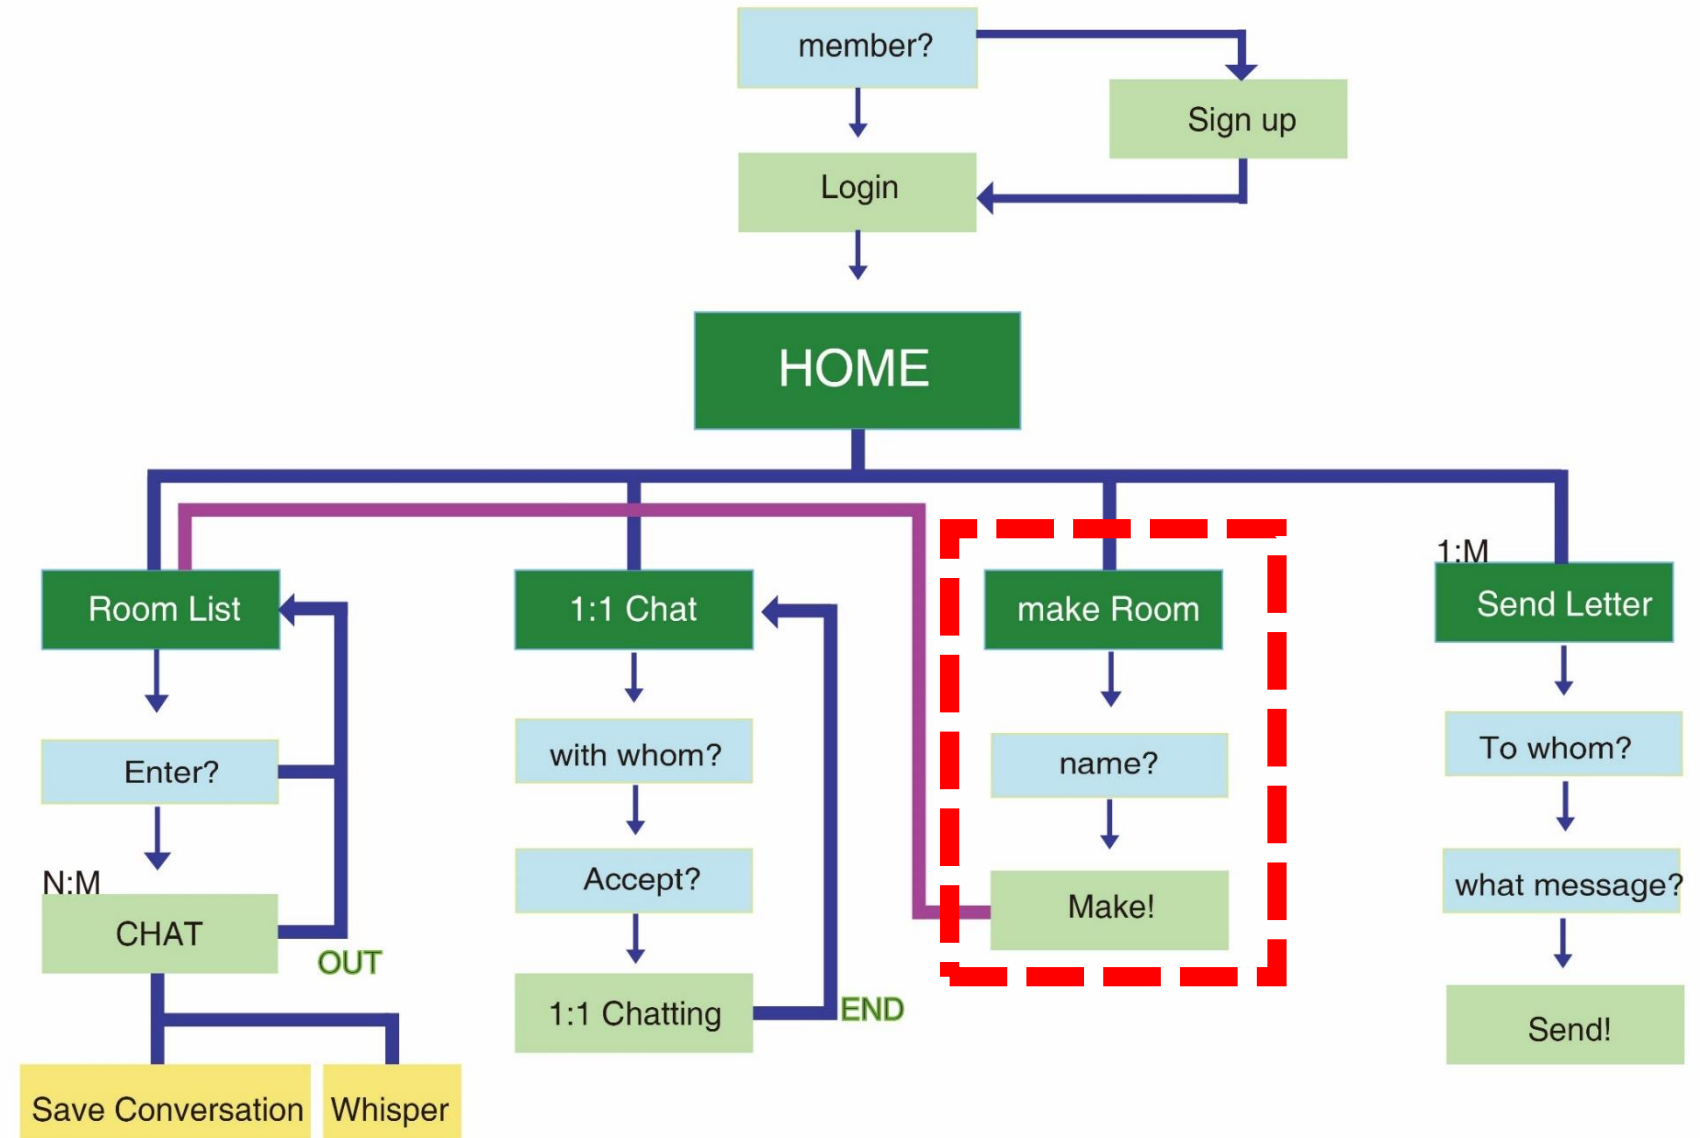 member?
Sign up
Login
HOME
Room List
Enter?
N:M
CHAT
OUT
Save Conversation
Whisper
1:1 Chat
with whom?
Accept?
1:1 Chatting
END
make Room
name?
Make!
1:M
Send Letter
To whom?
what message?
Send!